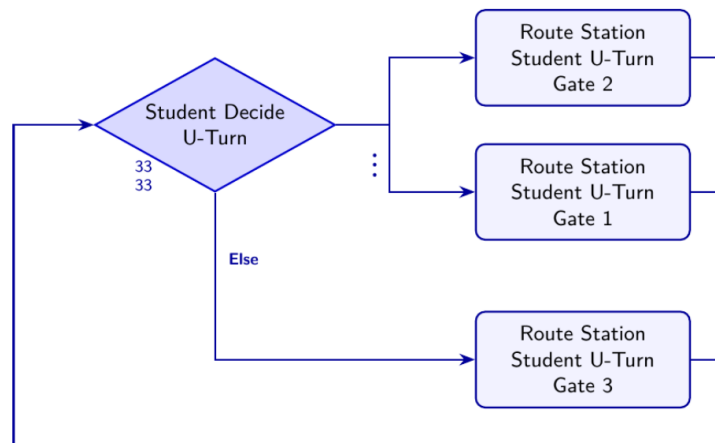 Route Station
Student U-Turn
Gate 2
Student Decide
U-Turn
33
33
Route Station
Student U-Turn
Gate 1
Else
Route Station
Student U-Turn
Gate 3